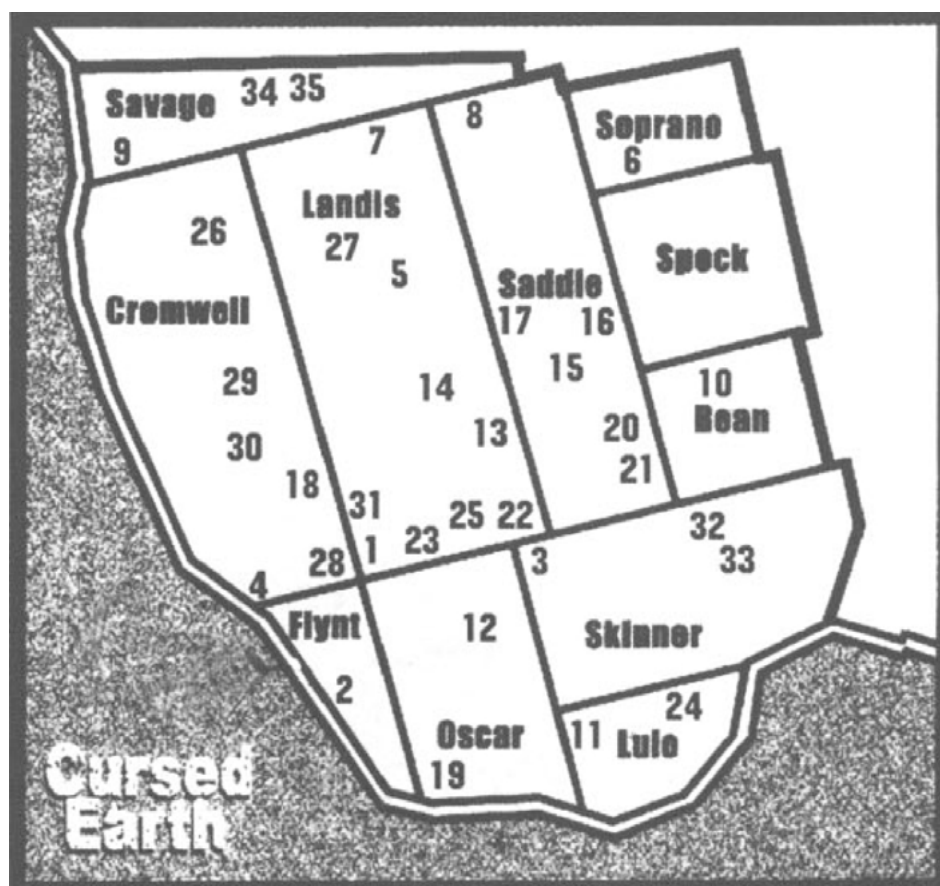 Savage 34 35
9
7
8
Soprano
6
Landis
26
27
5
Spock
Saddle
Cromwell
17 16
15
29
14
10
Bean
13
20
30
21
18
31
25 22
23
32
33
1
3
28
4
Flynt
12
Skinner
2
24
11
Lulo
Oscar
19
Cursed
Earth